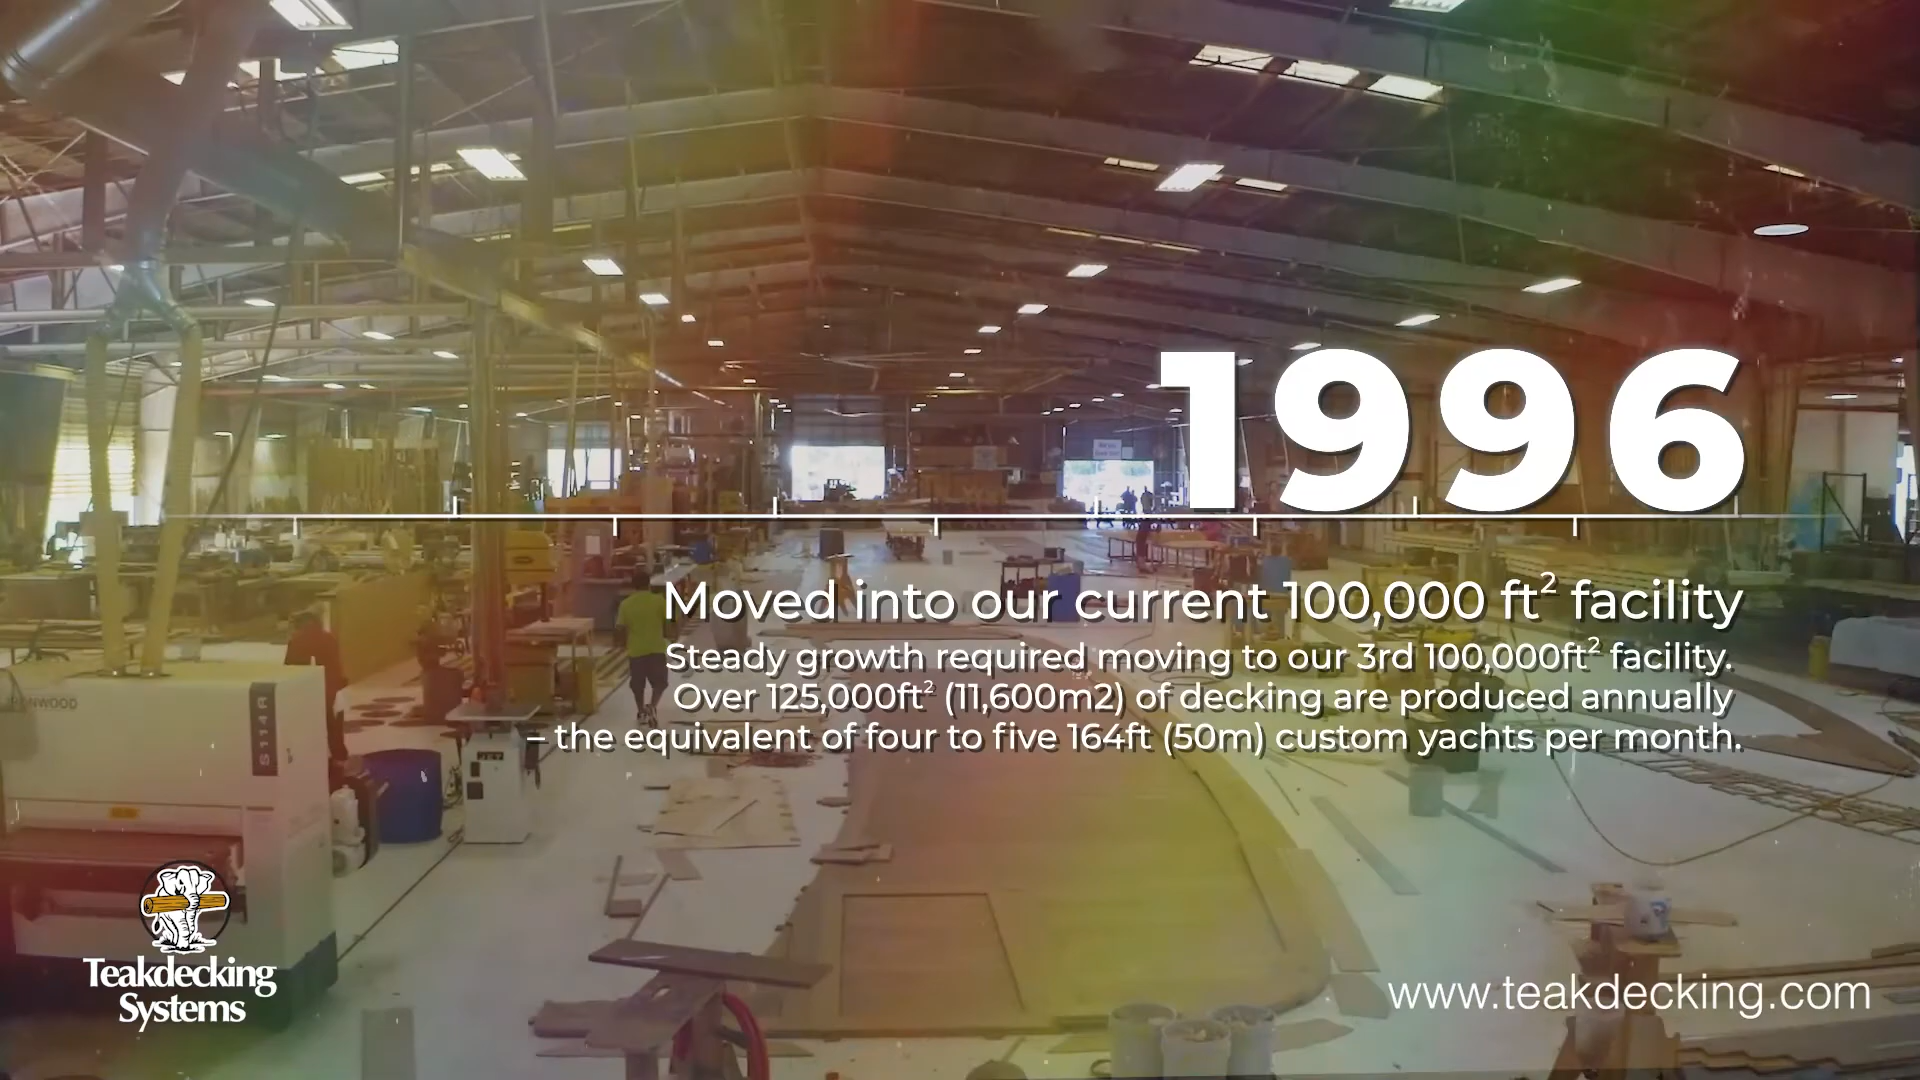 1996
Moved into our current 100,000 ft² facility
Steady growth required moving to our 3rd 100,000ft² facility.
Over 125,000ft² (11,600m2) of decking are produced annually
– the equivalent of four to five 164ft (50m) custom yachts per month.
S114R
JET
Teakdecking
Systems
www.teakdecking.com